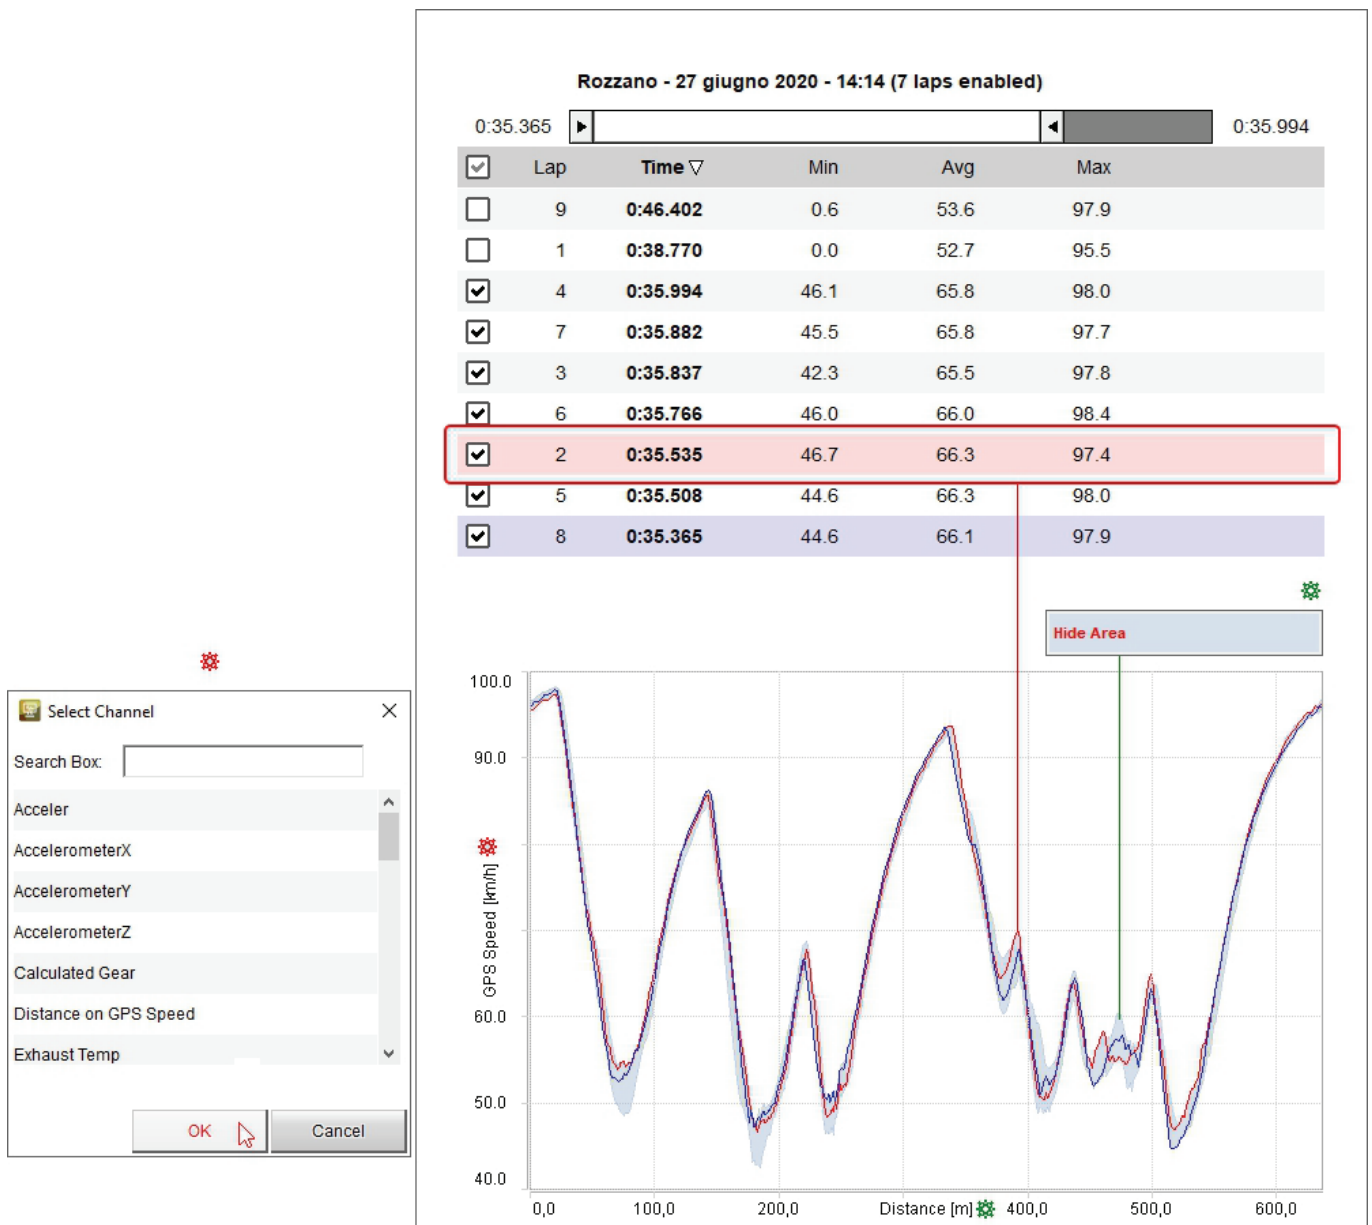 Rozzano - 27 giugno 2020 - 14:14 (7 laps enabled)
0:35.365 0:35.994
Lap Time Min Avg Max
9 0:46.402 0.6 53.6 97.9
1 0:38.770 0.0 52.7 95.5
4 0:35.994 46.1 65.8 98.0
7 0:35.882 45.5 65.8 97.7
3 0:35.837 42.3 65.5 97.8
6 0:35.766 46.0 66.0 98.4
2 0:35.535 46.7 66.3 97.4
5 0:35.508 44.6 66.3 98.0
8 0:35.365 44.6 66.1 97.9
Hide Area
100.0
90.0
GPS Speed [km/h]
60.0
50.0
40.0
0,0 100,0 200,0 Distance [m] 400,0 500,0 600,0
Select Channel
Search Box:
Acceler
AccelerometerX
AccelerometerY
AccelerometerZ
Calculated Gear
Distance on GPS Speed
Exhaust Temp
OK Cancel